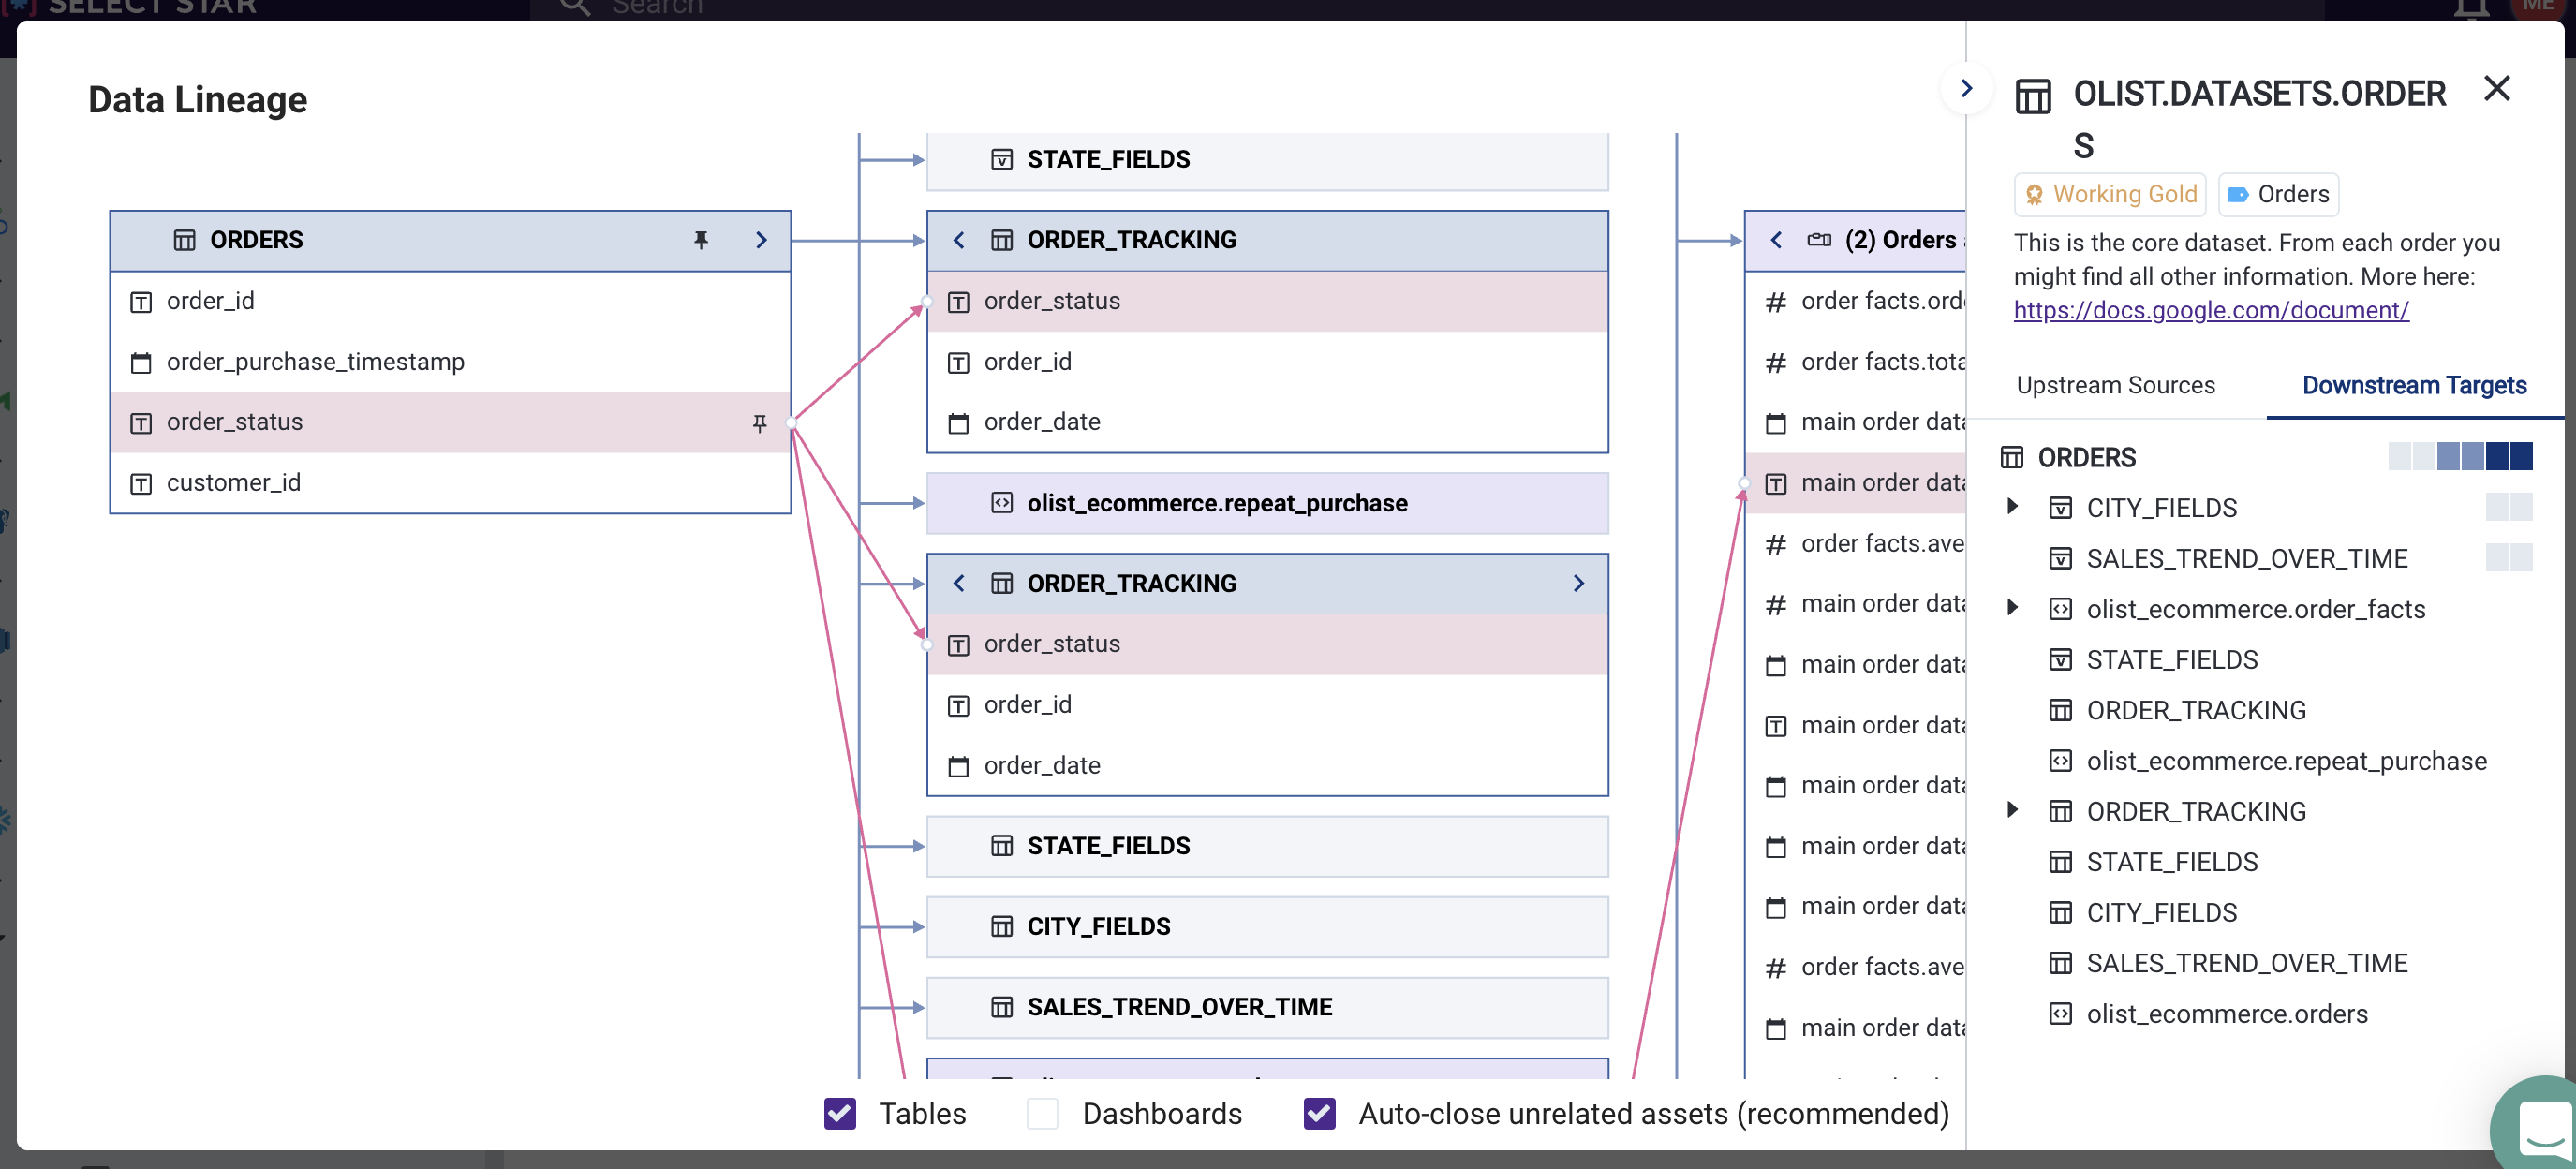 SELECT STAR
Search
ME
Data Lineage
STATE_FIELDS
ORDERS
order_id
order_purchase_timestamp
order_status
customer_id
ORDER_TRACKING
order_status
order_id
order_date
olist_ecommerce.repeat_purchase
ORDER_TRACKING
order_status
order_id
order_date
STATE_FIELDS
CITY_FIELDS
SALES_TREND_OVER_TIME
(2) Orders
order facts.ord
order facts.tota
main order data
main order data
order facts.ave
main order data
main order data
main order data
main order data
main order data
main order data
order facts.ave
main order data
Tables
Dashboards
Auto-close unrelated assets (recommended)
OLIST.DATASETS.ORDER
S
Working Gold
Orders
This is the core dataset. From each order you
might find all other information. More here:
https://docs.google.com/document/
Upstream Sources
Downstream Targets
ORDERS
CITY_FIELDS
SALES_TREND_OVER_TIME
olist_ecommerce.order_facts
STATE_FIELDS
ORDER_TRACKING
olist_ecommerce.repeat_purchase
ORDER_TRACKING
STATE_FIELDS
CITY_FIELDS
SALES_TREND_OVER_TIME
olist_ecommerce.orders